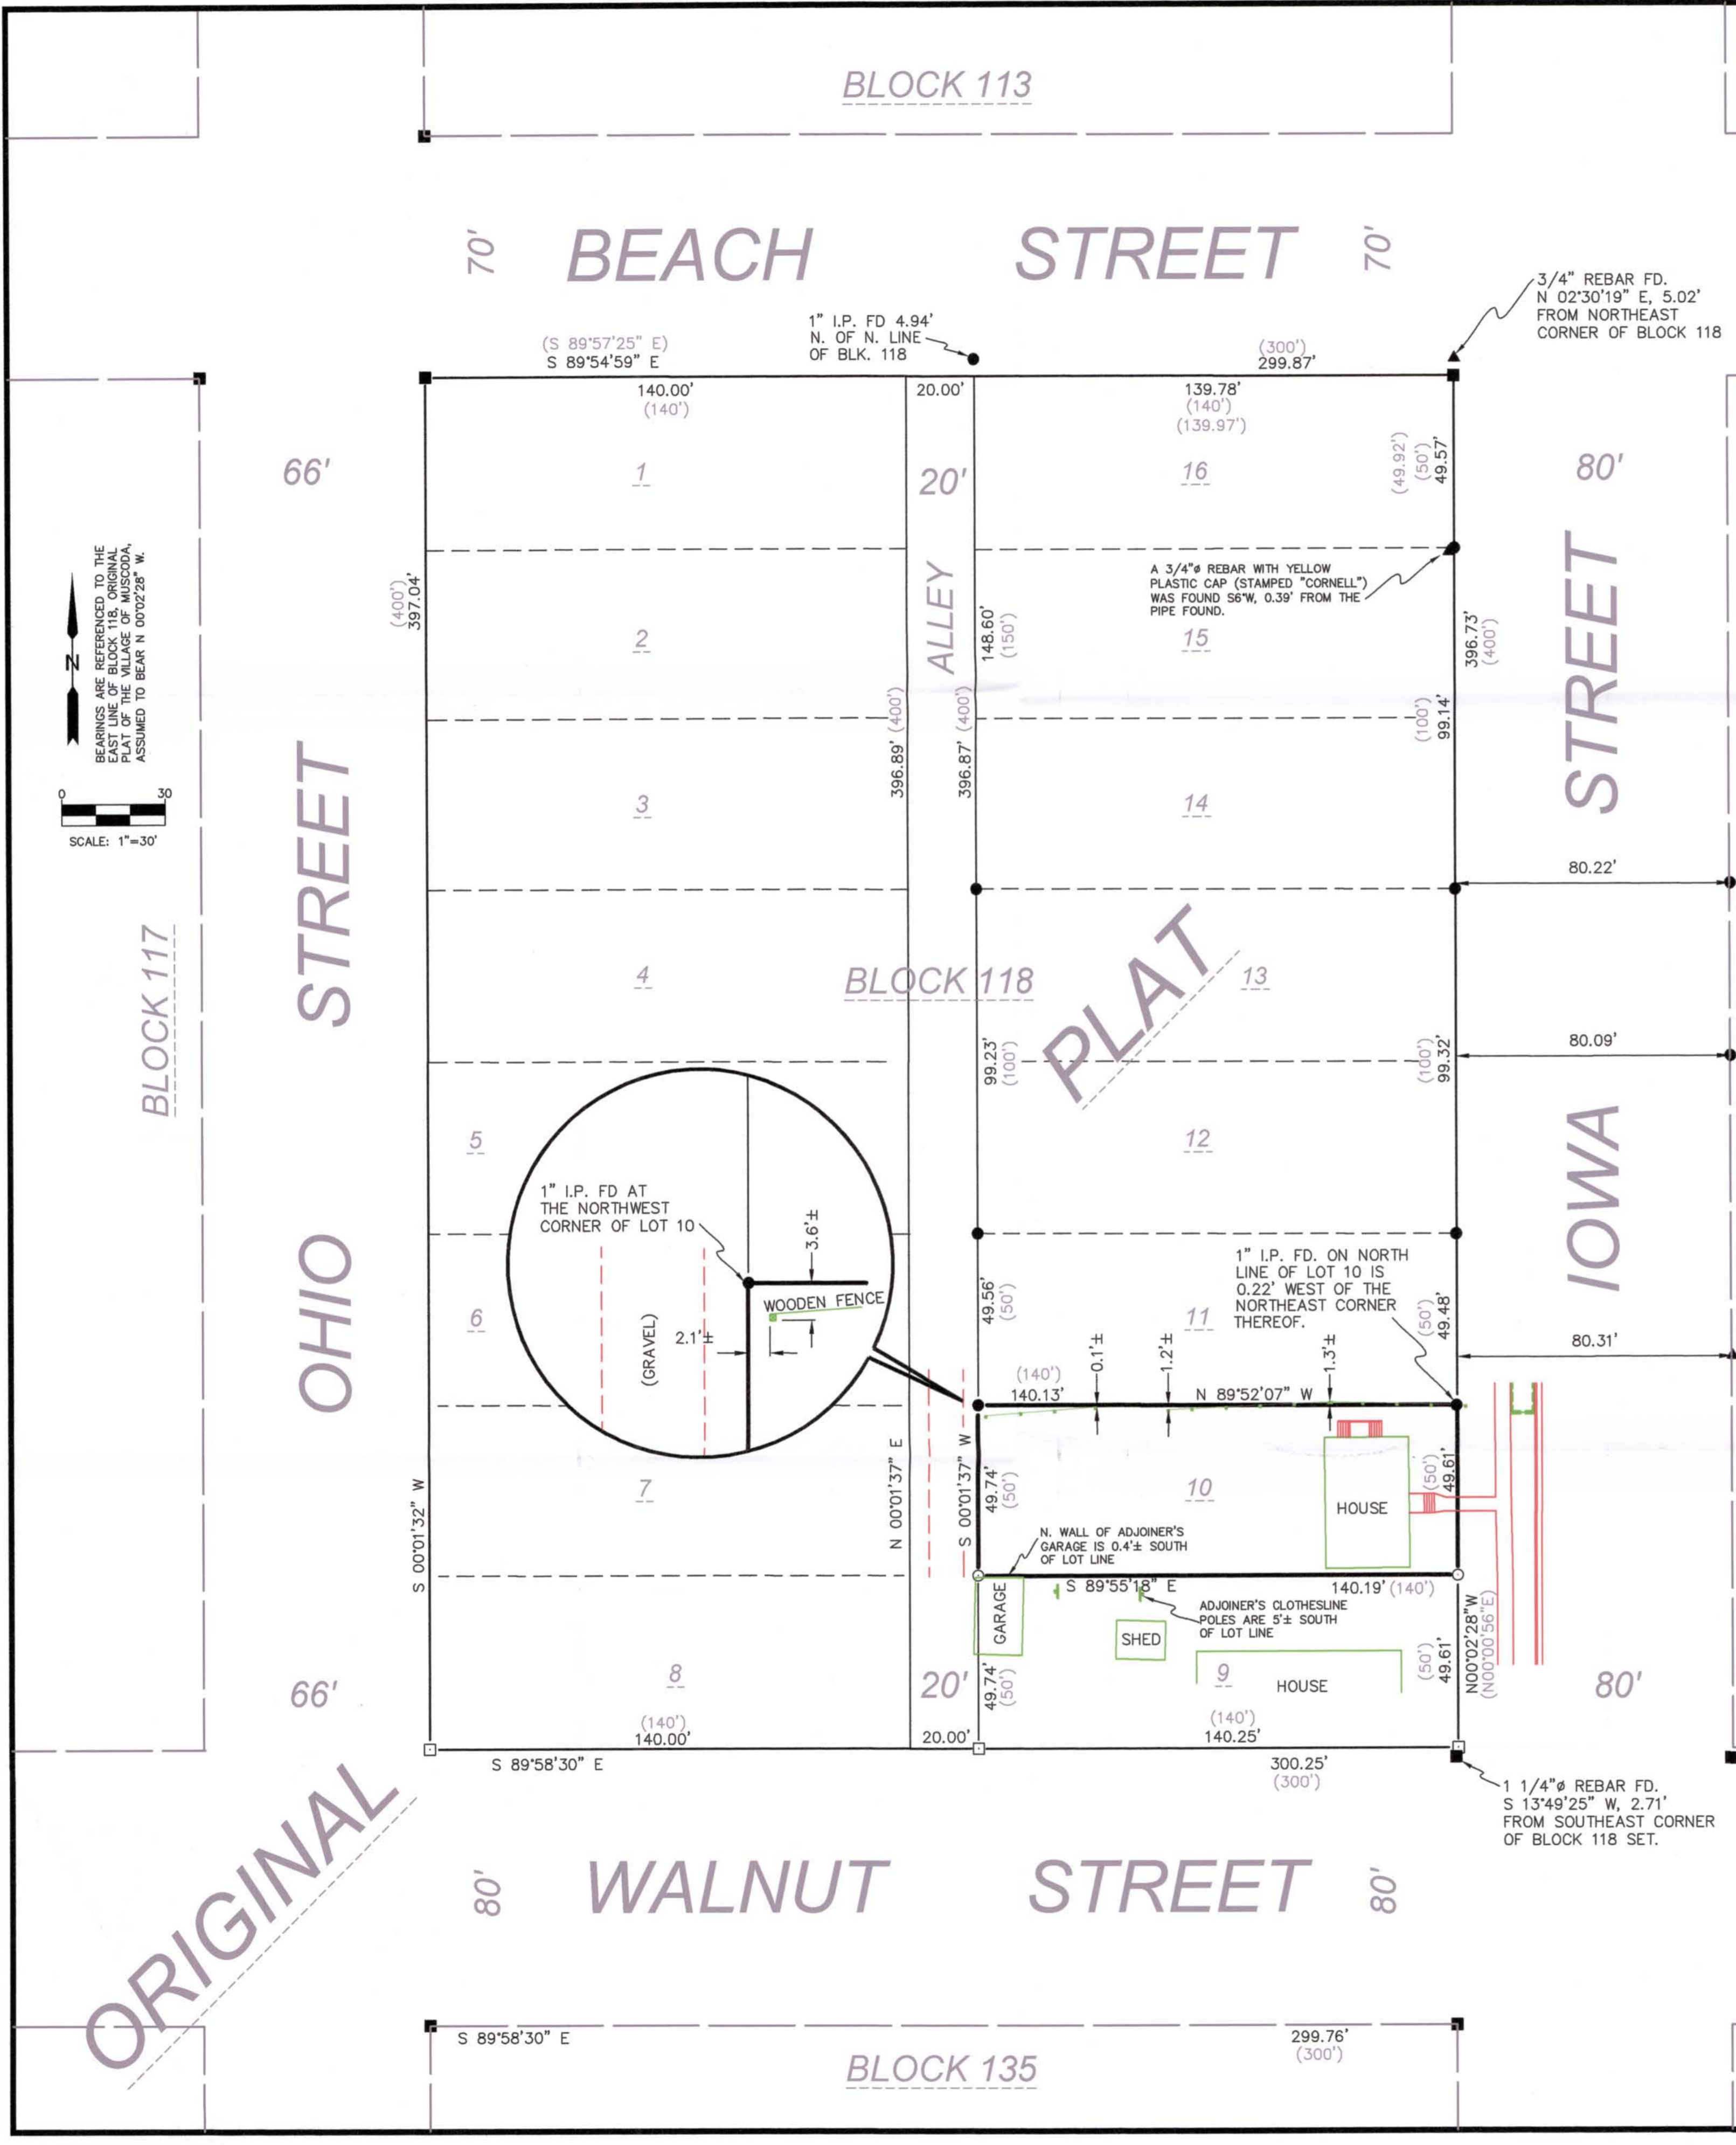 BLOCK 113
70'
BEACH STREET
70'
3/4" REBAR FD.
N 02°30'19" E, 5.02'
FROM NORTHEAST
CORNER OF BLOCK 118
1" I.P. FD 4.94'
N. OF N. LINE
OF BLK. 118
(S 89°57'25" E)
S 89°54'59" E
(300')
299.87'
140.00'
(140')
20.00'
139.78'
(140')
(139.97')
66'
1
20'
16
(49.92')
(50')
49.57'
80'
BEARINGS ARE REFERENCED TO THE
EAST LINE OF BLOCK 118, ORIGINAL
PLAT OF THE VILLAGE OF MUSCODA,
ASSUMED TO BEAR N 00°02'28" W.
N
0 30
SCALE: 1"=30'
(400')
397.04'
A 3/4"ø REBAR WITH YELLOW
PLASTIC CAP (STAMPED "CORNELL")
WAS FOUND S6°W, 0.39' FROM THE
PIPE FOUND.
2
ALLEY
148.60'
(150')
15
396.73'
(400')
396.89' (400')
396.87' (400')
(100')
99.14'
STREET
STREET
3
14
80.22'
BLOCK 117
4
BLOCK 118
PLAT
13
99.23'
(100')
(100')
99.32'
80.09'
5
12
IOWA
OHIO
1" I.P. FD AT
THE NORTHWEST
CORNER OF LOT 10
3.6'±
WOODEN FENCE
(GRAVEL)
2.1'±
6
49.56'
(50')
11
1" I.P. FD. ON NORTH
LINE OF LOT 10 IS
0.22' WEST OF THE
NORTHEAST CORNER
THEREOF.
(50')
49.48'
80.31'
(140')
140.13'
0.1'±
1.2'±
1.3'±
N 89°52'07" W
S 00°01'32" W
7
N 00°01'37" E
S 00°01'37" W
49.74'
(50')
10
HOUSE
(50')
49.61'
N. WALL OF ADJOINER'S
GARAGE IS 0.4'± SOUTH
OF LOT LINE
S 89°55'18" E
140.19' (140')
GARAGE
ADJOINER'S CLOTHESLINE
POLES ARE 5'± SOUTH
OF LOT LINE
SHED
N00°02'28"W
(N00°00'56"E)
66'
8
20'
49.74'
(50')
9
HOUSE
(50')
49.61'
80'
(140')
140.00'
20.00'
(140')
140.25'
S 89°58'30" E
300.25'
(300')
1 1/4"ø REBAR FD.
S 13°49'25" W, 2.71'
FROM SOUTHEAST CORNER
OF BLOCK 118 SET.
ORIGINAL
80'
WALNUT STREET
80'
S 89°58'30" E
299.76'
(300')
BLOCK 135